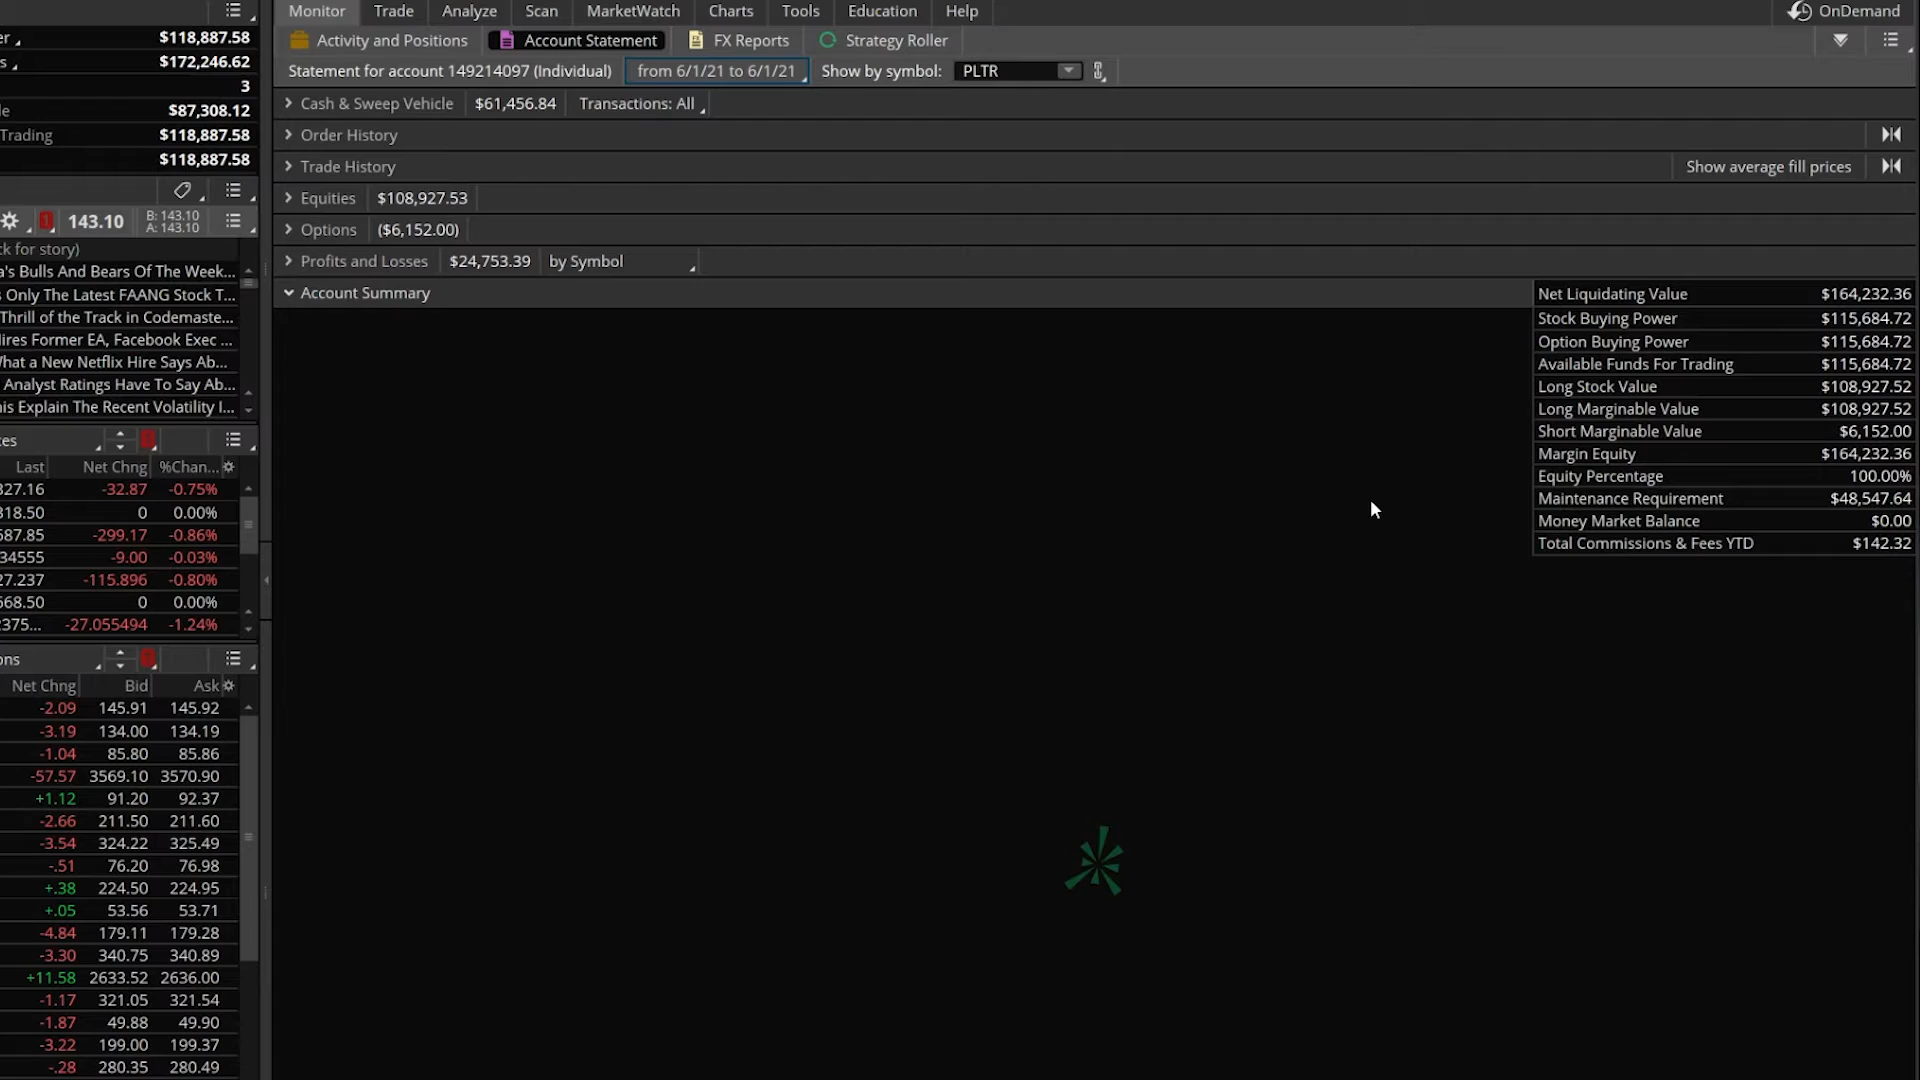 Monitor Trade Analyze Scan MarketWatch Charts Tools Education Help OnDemand
Activity and Positions Account Statement FX Reports Strategy Roller
Statement for account 149214097 (Individual) from 6/1/21 to 6/1/21 Show by symbol: PLTR
Cash & Sweep Vehicle $61,456.84 Transactions: All
Order History
Trade History Show average fill prices
Equities $108,927.53
Options ($6,152.00)
Profits and Losses $24,753.39 by Symbol
Account Summary
Net Liquidating Value $164,232.36
Stock Buying Power $115,684.72
Option Buying Power $115,684.72
Available Funds For Trading $115,684.72
Long Stock Value $108,927.52
Long Marginable Value $108,927.52
Short Marginable Value $6,152.00
Margin Equity $164,232.36
Equity Percentage 100.00%
Maintenance Requirement $48,547.64
Money Market Balance $0.00
Total Commissions & Fees YTD $142.32
er $118,887.58
s $172,246.62
3
le $87,308.12
Trading $118,887.58
$118,887.58
143.10 B: 143.10
A: 143.10
ck for story)
a's Bulls And Bears Of The Week...
s Only The Latest FAANG Stock T...
Thrill of the Track in Codemaste...
ires Former EA, Facebook Exec ...
What a New Netflix Hire Says Ab...
Analyst Ratings Have To Say Ab...
his Explain The Recent Volatility I...
ces
Last Net Chng %Chan...
327.16 -32.87 -0.75%
318.50 0 0.00%
587.85 -299.17 -0.86%
34555 -9.00 -0.03%
27.237 -115.896 -0.80%
568.50 0 0.00%
2375... -27.055494 -1.24%
ons
Net Chng Bid Ask
-2.09 145.91 145.92
-3.19 134.00 134.19
-1.04 85.80 85.86
-57.57 3569.10 3570.90
+1.12 91.20 92.37
-2.66 211.50 211.60
-3.54 324.22 325.49
-.51 76.20 76.98
+.38 224.50 224.95
+.05 53.56 53.71
-4.84 179.11 179.28
-3.30 340.75 340.89
+11.58 2633.52 2636.00
-1.17 321.05 321.54
-1.87 49.88 49.90
-3.22 199.00 199.37
-.28 280.35 280.49